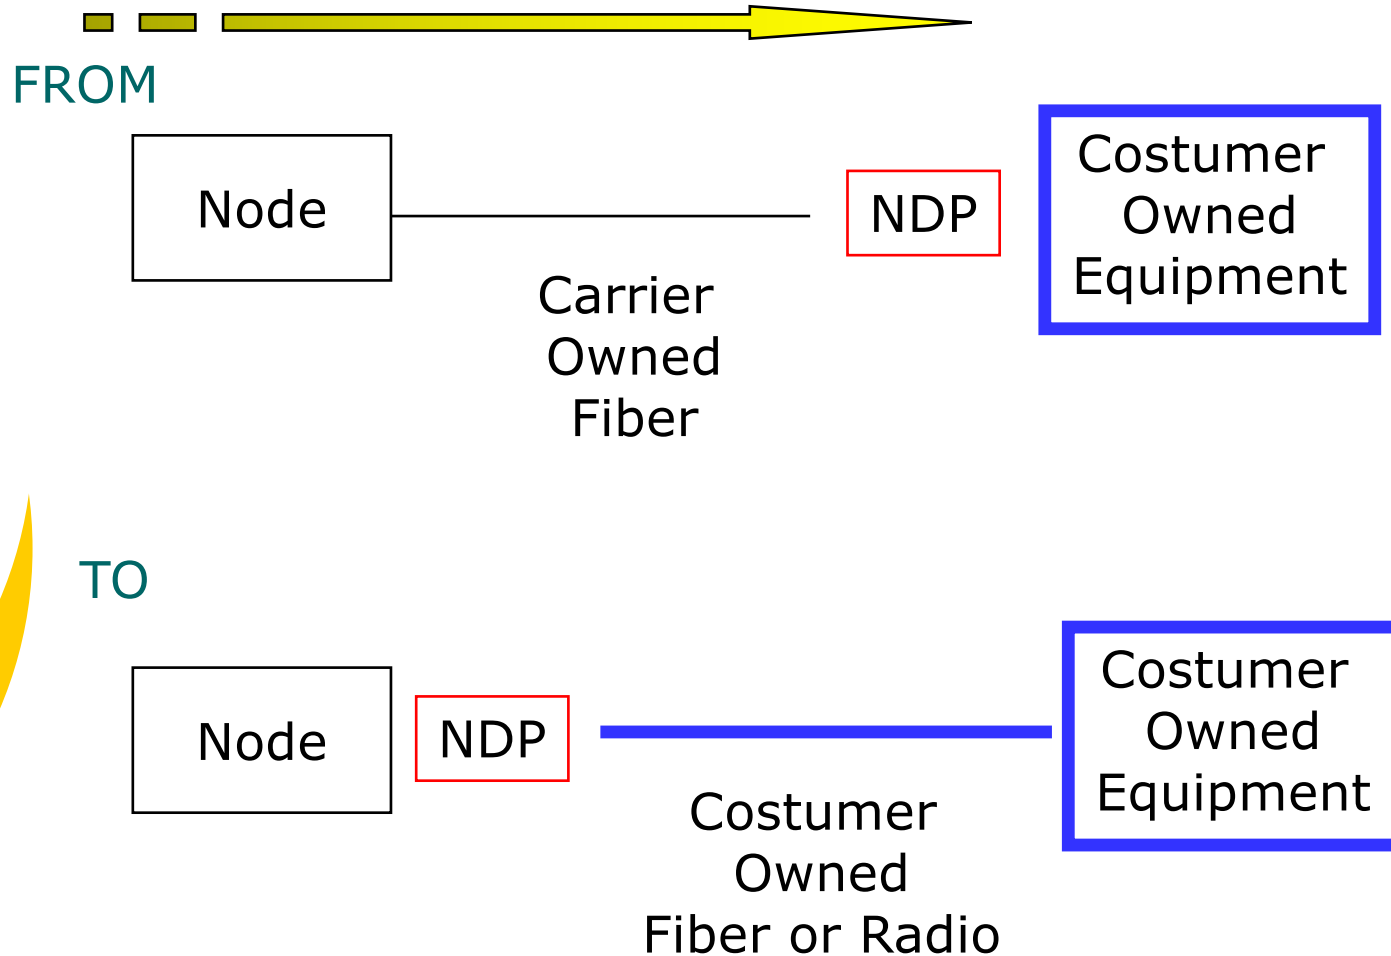 FROM
Node
NDP
Costumer
Owned
Equipment
Carrier
Owned
Fiber
TO
Node
NDP
Costumer
Owned
Equipment
Costumer
Owned
Fiber or Radio